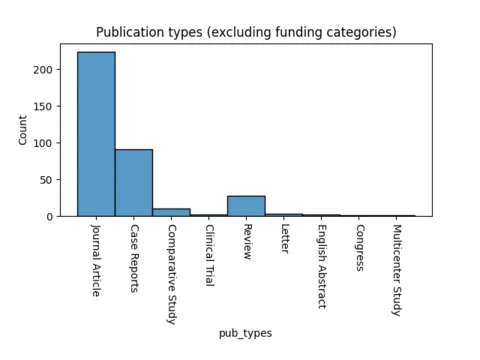 Publication types (excluding funding categories)
200
150
100
50
0
Count
Journal Article
Case Reports
Comparative Study
Clinical Trial
Review
Letter
English Abstract
Congress
Multicenter Study
pub_types